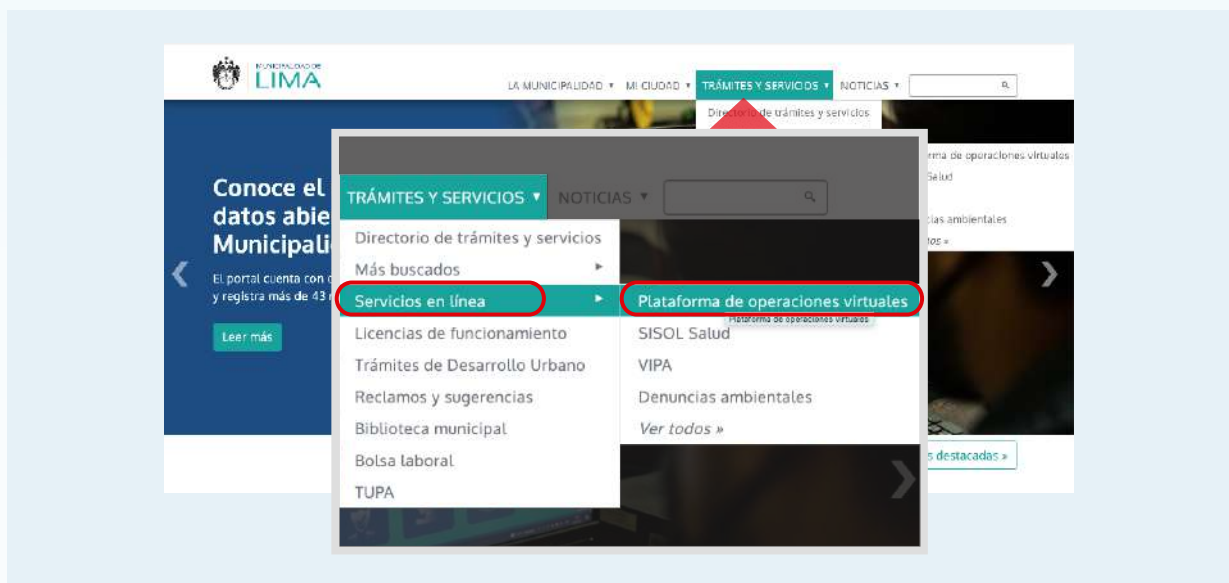 MUNICIPALIDAD DE
LIMA
LA MUNICIPALIDAD ▾ MI CIUDAD ▾ TRÁMITES Y SERVICIOS ▾ NOTICIAS ▾
Directorio de trámites y servicios
rma de operaciones virtuales
Salud
cias ambientales
os »
Conoce el
datos abie
Municipali
El portal cuenta con
y registra más de 43
Leer más
s destacadas »
TRÁMITES Y SERVICIOS ▾ NOTICIAS ▾
Directorio de trámites y servicios
Más buscados
Servicios en línea
Licencias de funcionamiento
Trámites de Desarrollo Urbano
Reclamos y sugerencias
Biblioteca municipal
Bolsa laboral
TUPA
Plataforma de operaciones virtuales
Plataforma de operaciones virtuales
SISOL Salud
VIPA
Denuncias ambientales
Ver todos »